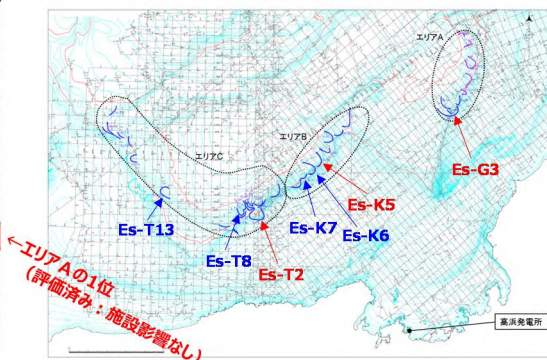 エリアA
エリアB
エリアC
Es-G3
Es-K5
Es-K6
Es-K7
Es-T13
Es-T8
Es-T2
←エリアAの1位
(評価済み:施設影響なし)
高浜発電所